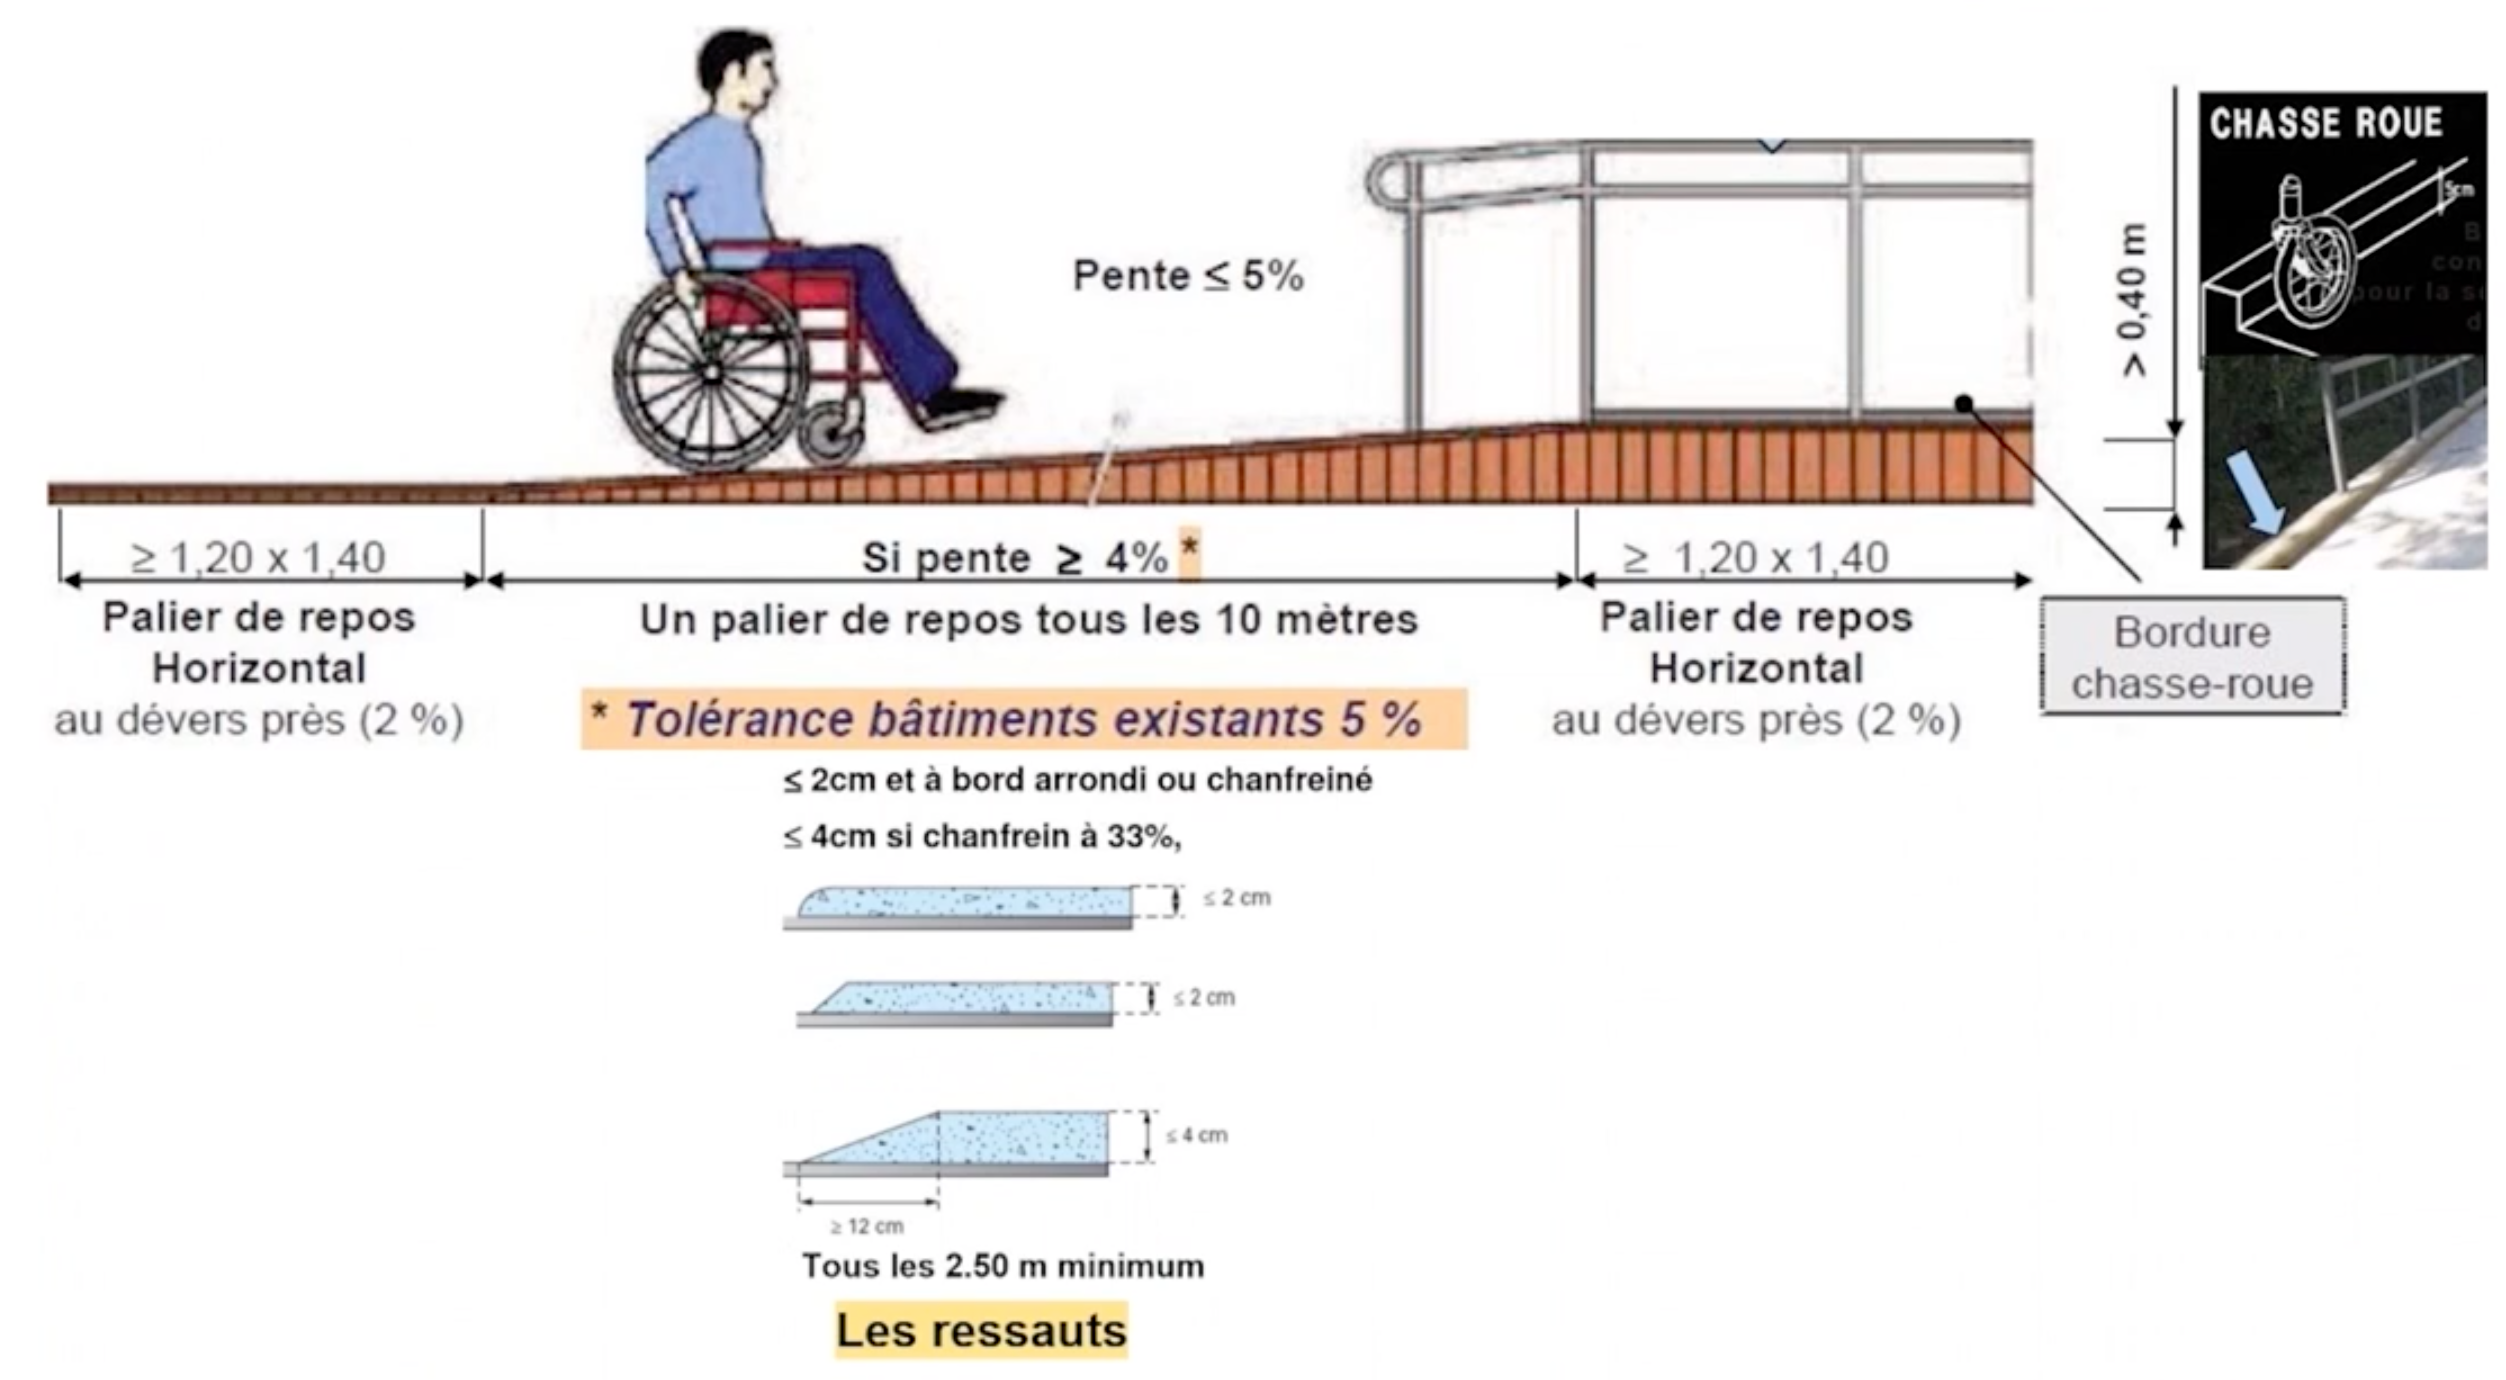 CHASSE ROUE
5cm
con
pour la
Pente ≤ 5%
> 0,40 m
≥ 1,20 x 1,40
Si pente ≥ 4% *
≥ 1,20 x 1,40
Palier de repos
Horizontal
au dévers près (2 %)
Un palier de repos tous les 10 mètres
Palier de repos
Horizontal
au dévers près (2 %)
Bordure
chasse-roue
* Tolérance bâtiments existants 5 %
≤ 2cm et à bord arrondi ou chanfreiné
≤ 4cm si chanfrein à 33%,
≤ 2 cm
≤ 2 cm
≤ 4 cm
≥ 12 cm
Tous les 2.50 m minimum
Les ressauts